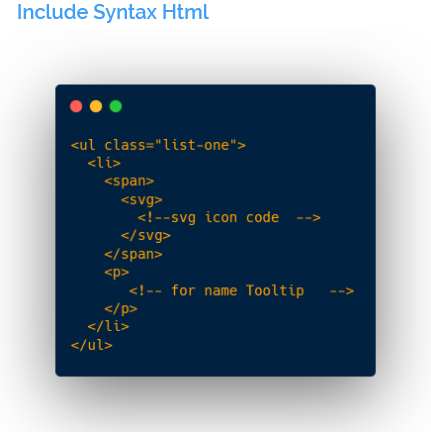 Include Syntax Html
<ul class="list-one">
  <li>
    <span>
      <svg>
        <!--svg icon code  -->
      </svg>
    </span>
    <p>
       <!-- for name Tooltip   -->
    </p>
  </li>
</ul>